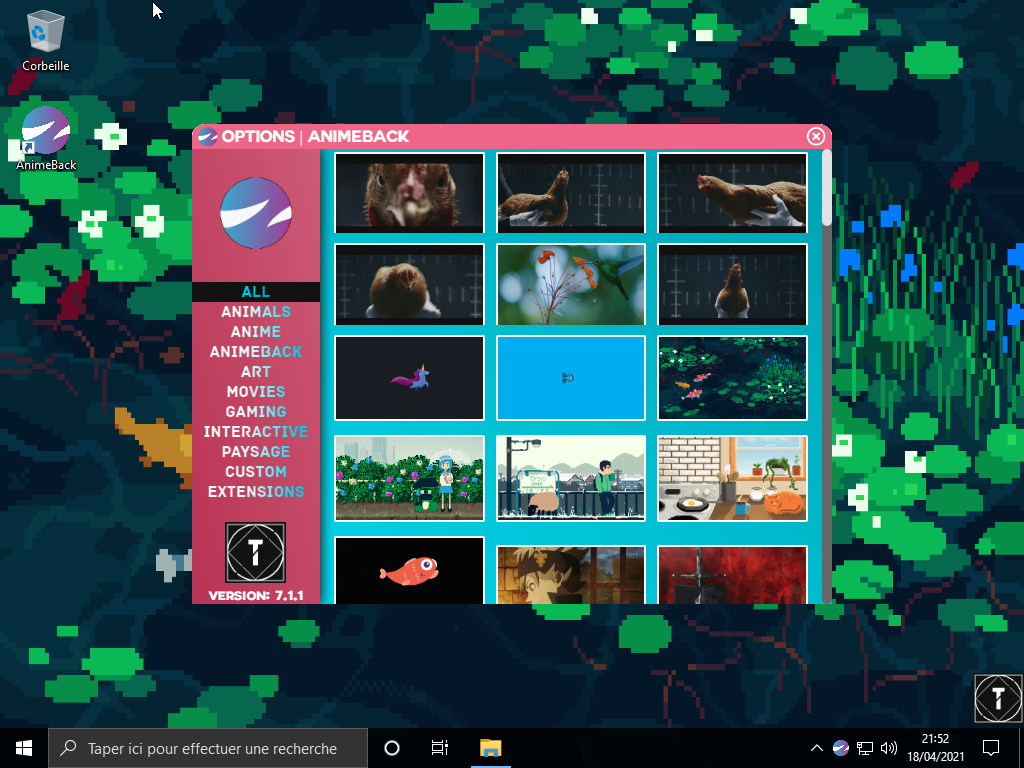 Corbeille
AnimeBack
OPTIONS | ANIMEBACK
ALL
ANIMALS
ANIME
ANIMEBACK
ART
MOVIES
GAMING
INTERACTIVE
PAYSAGE
CUSTOM
EXTENSIONS
T
VERSION: 7.1.1
T
Taper ici pour effectuer une recherche
21:52
18/04/2021